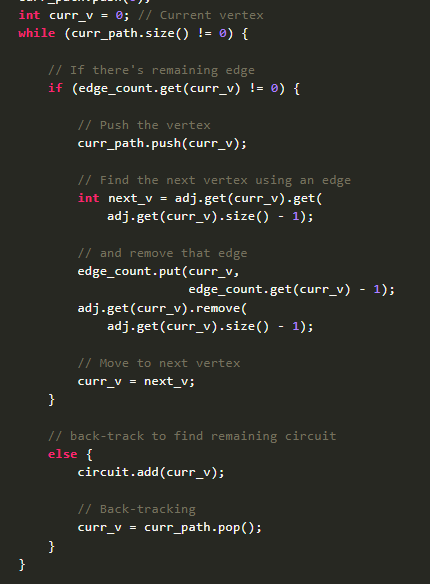 int curr_v = 0; // Current vertex
while (curr_path.size() != 0) {
// If there's remaining edge
if (edge_count.get(curr_v) != 0) {
// Push the vertex
curr_path.push(curr_v);
// Find the next vertex using an edge
int next_v = adj.get(curr_v).get(
adj.get(curr_v).size() - 1);
// and remove that edge
edge_count.put(curr_v,
edge_count.get(curr_v) - 1);
adj.get(curr_v).remove(
adj.get(curr_v).size() - 1);
// Move to next vertex
curr_v = next_v;
}
// back-track to find remaining circuit
else {
circuit.add(curr_v);
// Back-tracking
curr_v = curr_path.pop();
}
}